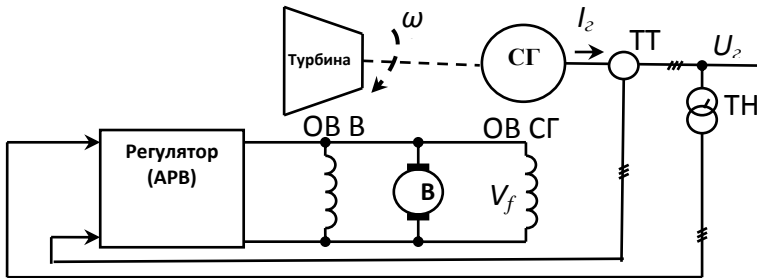 ω
I г
ТТ
U г
Турбина
СГ
ТН
ОВ В
ОВ СГ
Регулятор
(АРВ)
В
V f